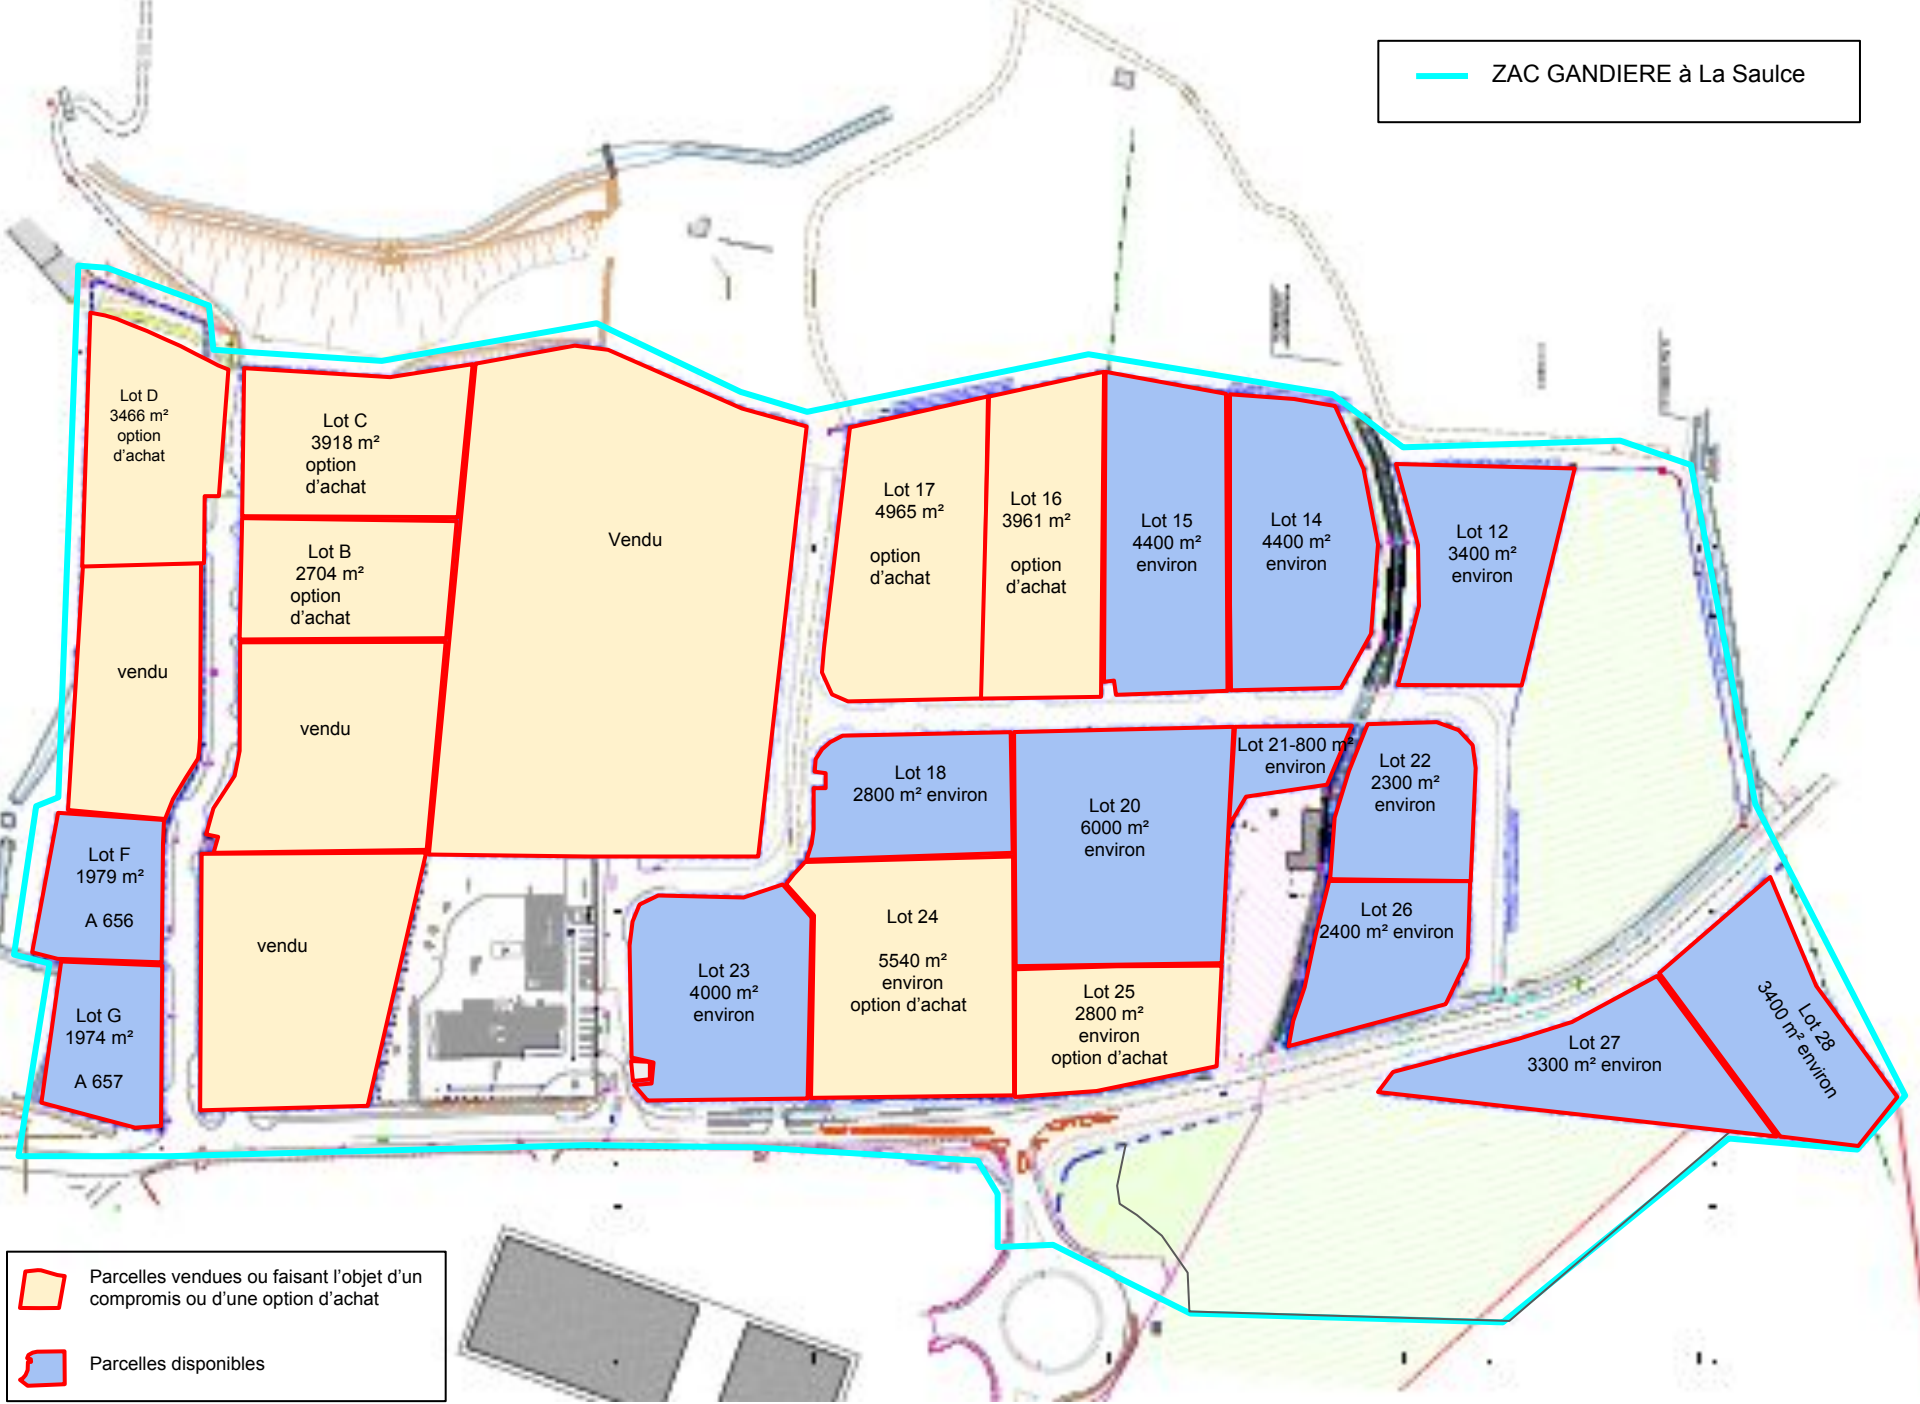 ZAC GANDIERE à La Saulce
Lot D
3466 m²
option
d'achat
Lot C
3918 m²
option
d'achat
Lot B
2704 m²
option
d'achat
Vendu
vendu
vendu
vendu
Lot F
1979 m²
A 656
Lot G
1974 m²
A 657
Lot 17
4965 m²
option
d'achat
Lot 16
3961 m²
option
d'achat
Lot 15
4400 m²
environ
Lot 14
4400 m²
environ
Lot 12
3400 m²
environ
Lot 18
2800 m² environ
Lot 20
6000 m²
environ
Lot 21-800 m²
environ
Lot 22
2300 m²
environ
Lot 23
4000 m²
environ
Lot 24
5540 m²
environ
option d'achat
Lot 25
2800 m²
environ
option d'achat
Lot 26
2400 m² environ
Lot 27
3300 m² environ
Lot 28
3400 m² environ
Parcelles vendues ou faisant l'objet d'un
compromis ou d'une option d'achat
Parcelles disponibles